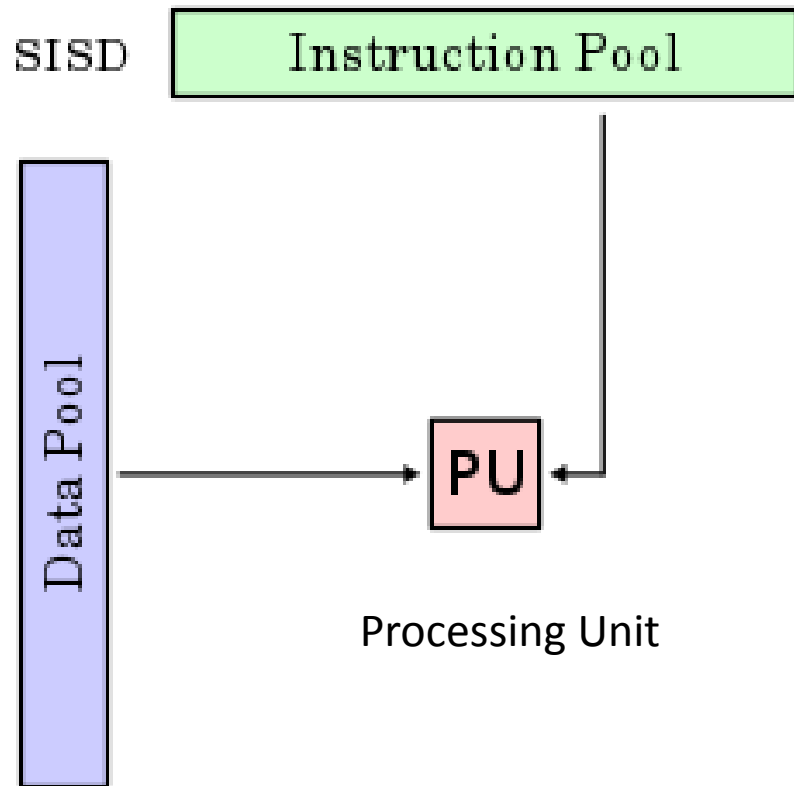 SISD
Instruction Pool
Data Pool
PU
Processing Unit